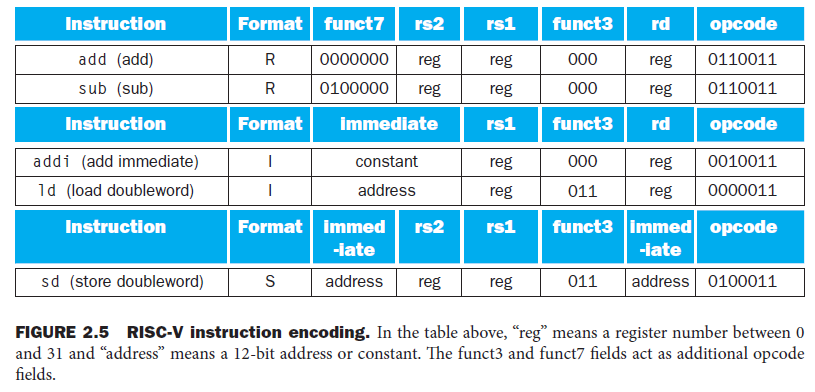 Instruction Format funct7 rs2 rs1 funct3 rd opcode
add (add) R 0000000 reg reg 000 reg 0110011
sub (sub) R 0100000 reg reg 000 reg 0110011
Instruction Format immediate rs1 funct3 rd opcode
addi (add immediate) I constant reg 000 reg 0010011
ld (load doubleword) I address reg 011 reg 0000011
Instruction Format immed rs2 rs1 funct3 immed opcode
-iate -iate
sd (store doubleword) S address reg reg 011 address 0100011
FIGURE 2.5 RISC-V instruction encoding. In the table above, “reg” means a register number between 0
and 31 and “address” means a 12-bit address or constant. The funct3 and funct7 fields act as additional opcode
fields.